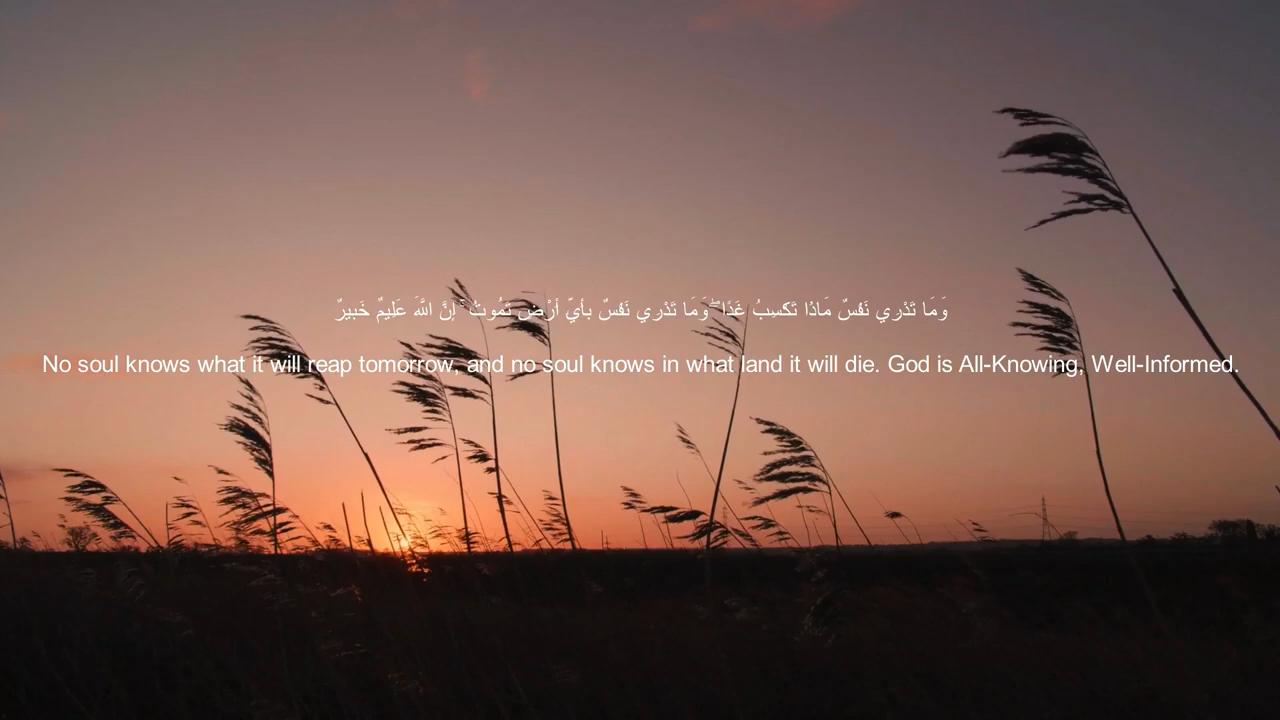 وَمَا تَدْرِي نَفْسٌ مَاذَا تَكْسِبُ غَدًا ۖ وَمَا تَدْرِي نَفْسٌ بِأَيِّ أَرْضٍ تَمُوتُ ۚ إِنَّ اللَّهَ عَلِيمٌ خَبِيرٌ
No soul knows what it will reap tomorrow, and no soul knows in what land it will die. God is All-Knowing, Well-Informed.